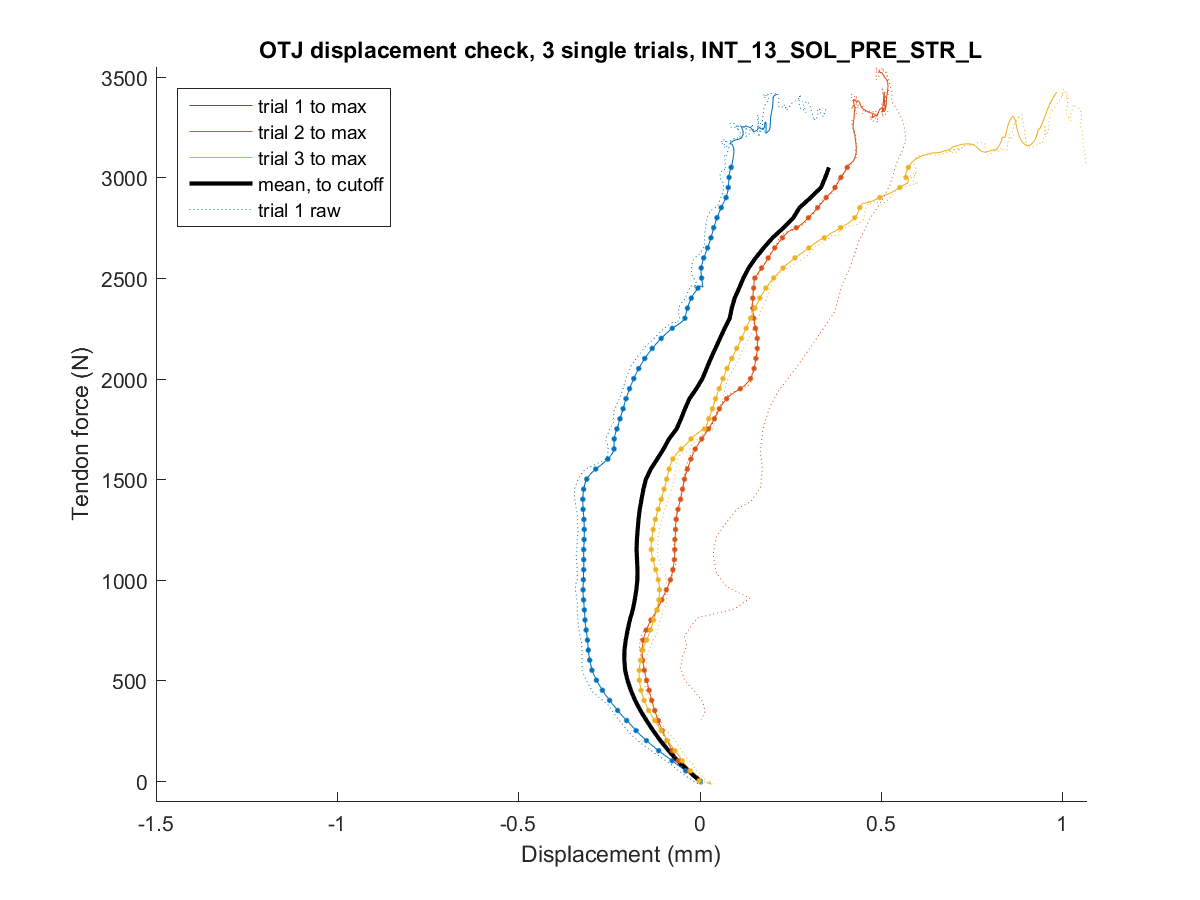 OTJ displacement check, 3 single trials, INT_13_SOL_PRE_STR_L
3500
3000
2500
2000
1500
1000
500
0
Tendon force (N)
trial 1 to max
trial 2 to max
trial 3 to max
mean, to cutoff
trial 1 raw
-1.5
-1
-0.5
0
0.5
1
Displacement (mm)